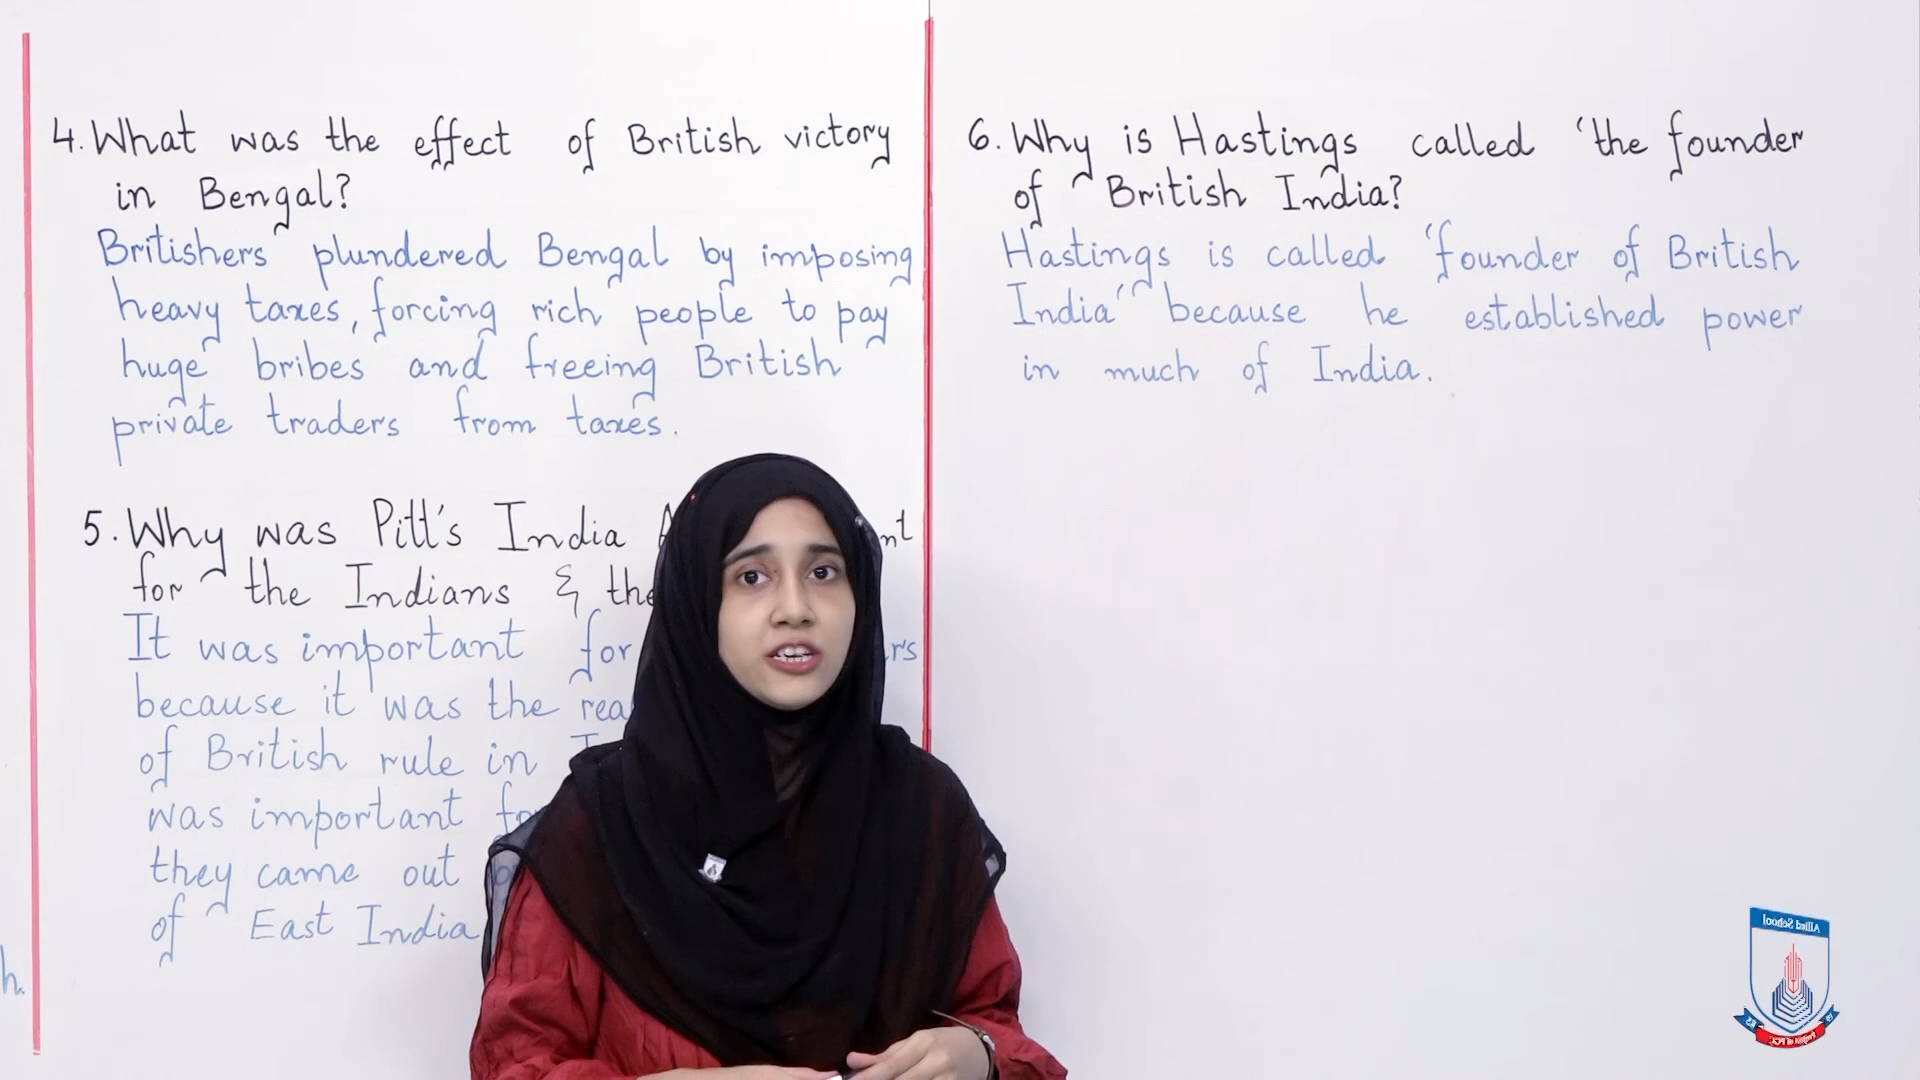 4. What was the effect of British victory
in Bengal?
Britishers plundered Bengal by imposing
heavy taxes, forcing rich people to pay
huge bribes and freeing British
private traders from taxes.
5. Why was Pitt's India
for the Indians & the
It was important for
because it was the
of British rule in
was important
they came out
of East India
6. Why is Hastings called 'the founder
of British India?
Hastings is called 'founder of British
India' because he established power
in much of India.
Allied School